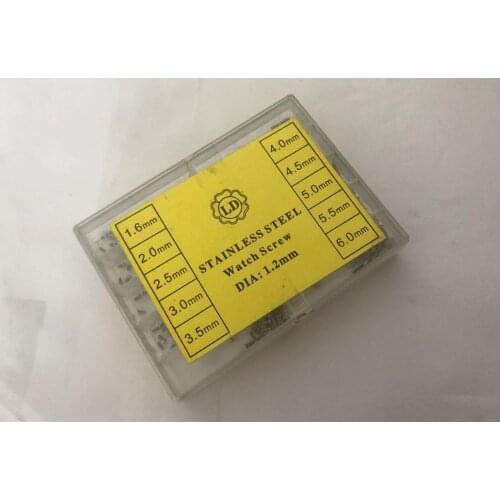 LD
STAINLESS STEEL
Watch Screw
DIA: 1.2mm
1.6mm
2.0mm
2.5mm
3.0mm
3.5mm
4.0mm
4.5mm
5.0mm
5.5mm
6.0mm